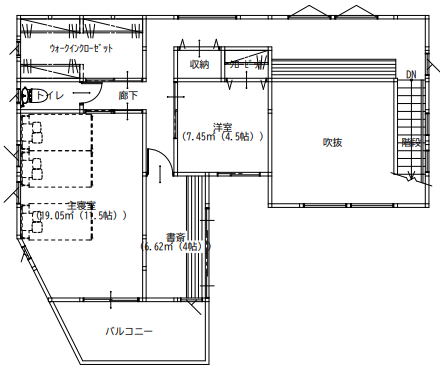 ウォークインクローゼット
収納
クローゼット
DN
トイレ
廊下
洋室
(7.45㎡ (4.5帖))
吹抜
階段
主寝室
(19.05㎡ (11.5帖))
書斎
(6.62㎡ (4帖))
バルコニー